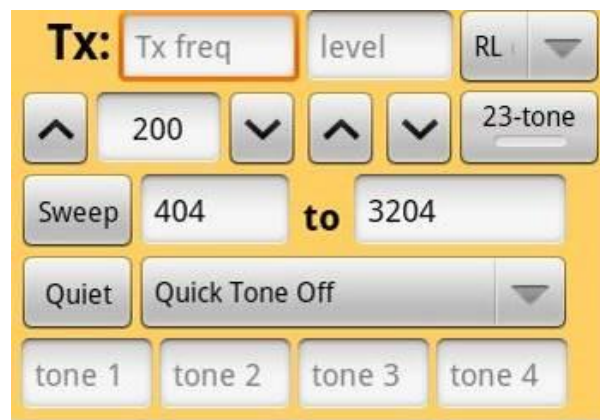 Tx: Tx freq level RL
200 23-tone
Sweep 404 to 3204
Quiet Quick Tone Off
tone 1 tone 2 tone 3 tone 4